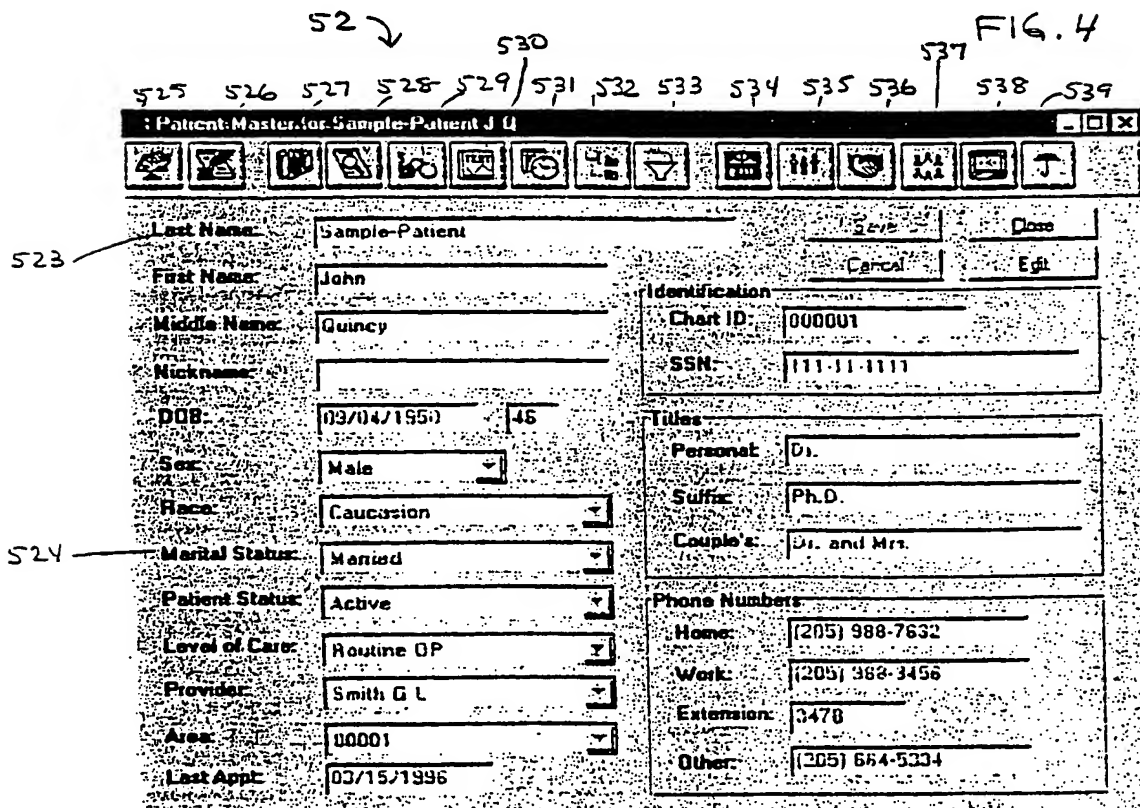 52 FIG. 4
530 537
525 526 527 528 529 531 532 533 534 535 536 538 539
: Patient Master for Sample-Patient J Q
TEXT
523
Last Name: Sample-Patient Save Close
First Name: John Cancel Edit
Middle Name: Quincy
Nickname:
Identification
Chart ID: 000001
SSN: 111-11-1111
DOB: 46
Sex: Male
Race: Caucasion
524
Marital Status: Married
Patient Status: Active
Level of Care: Routine OP
Provider: Smith G L
Area: 00001
Last Appt: 03/15/1996
Titles
Personal: Dr.
Suffix: Ph.D.
Couple's: Dr. and Mrs.
Phone Numbers
Home: (205) 988-7632
Work: (205) 988-3456
Extension: 3478
Other: (205) 664-5334